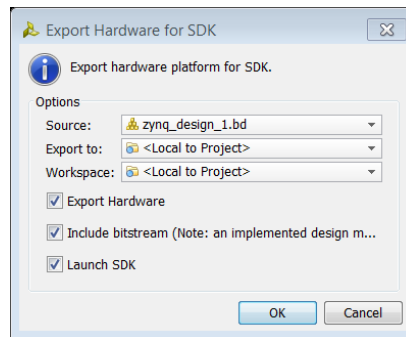 Export Hardware for SDK
Export hardware platform for SDK.
Options
Source: zynq_design_1.bd
Export to: <Local to Project>
Workspace: <Local to Project>
Export Hardware
Include bitstream (Note: an implemented design m...
Launch SDK
OK Cancel